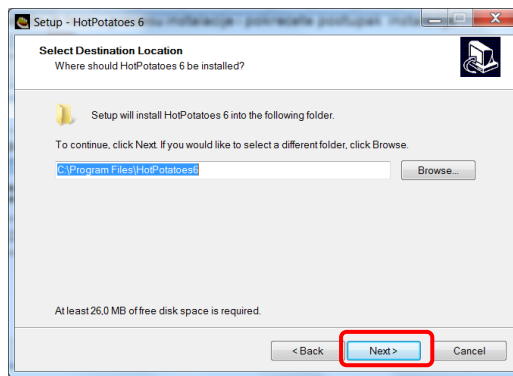 Setup - HotPotatoes 6
Select Destination Location
Where should HotPotatoes 6 be installed?
Setup will install HotPotatoes 6 into the following folder.
To continue, click Next. If you would like to select a different folder, click Browse.
C:\Program Files\HotPotatoes6
Browse...
At least 26,0 MB of free disk space is required.
< Back
Next >
Cancel